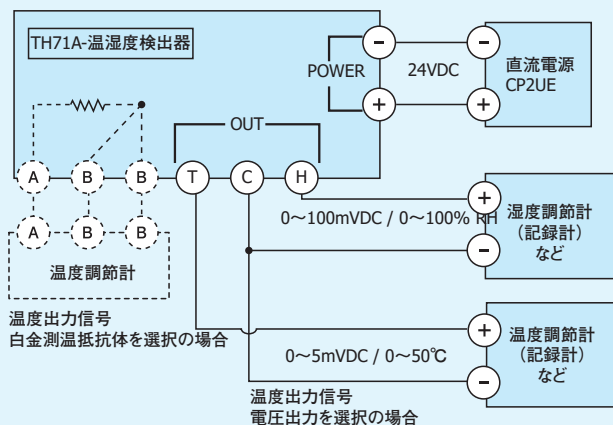 TH71A-温湿度検出器
POWER
−
+
24VDC
−
+
直流電源
CP2UE
OUT
A
B
B
T
C
H
A
B
B
温度調節計
温度出力信号
白金測温抵抗体を選択の場合
0〜100mVDC / 0〜100% RH
+
−
湿度調節計
(記録計)
など
0〜5mVDC / 0〜50℃
+
−
温度調節計
(記録計)
など
温度出力信号
電圧出力を選択の場合